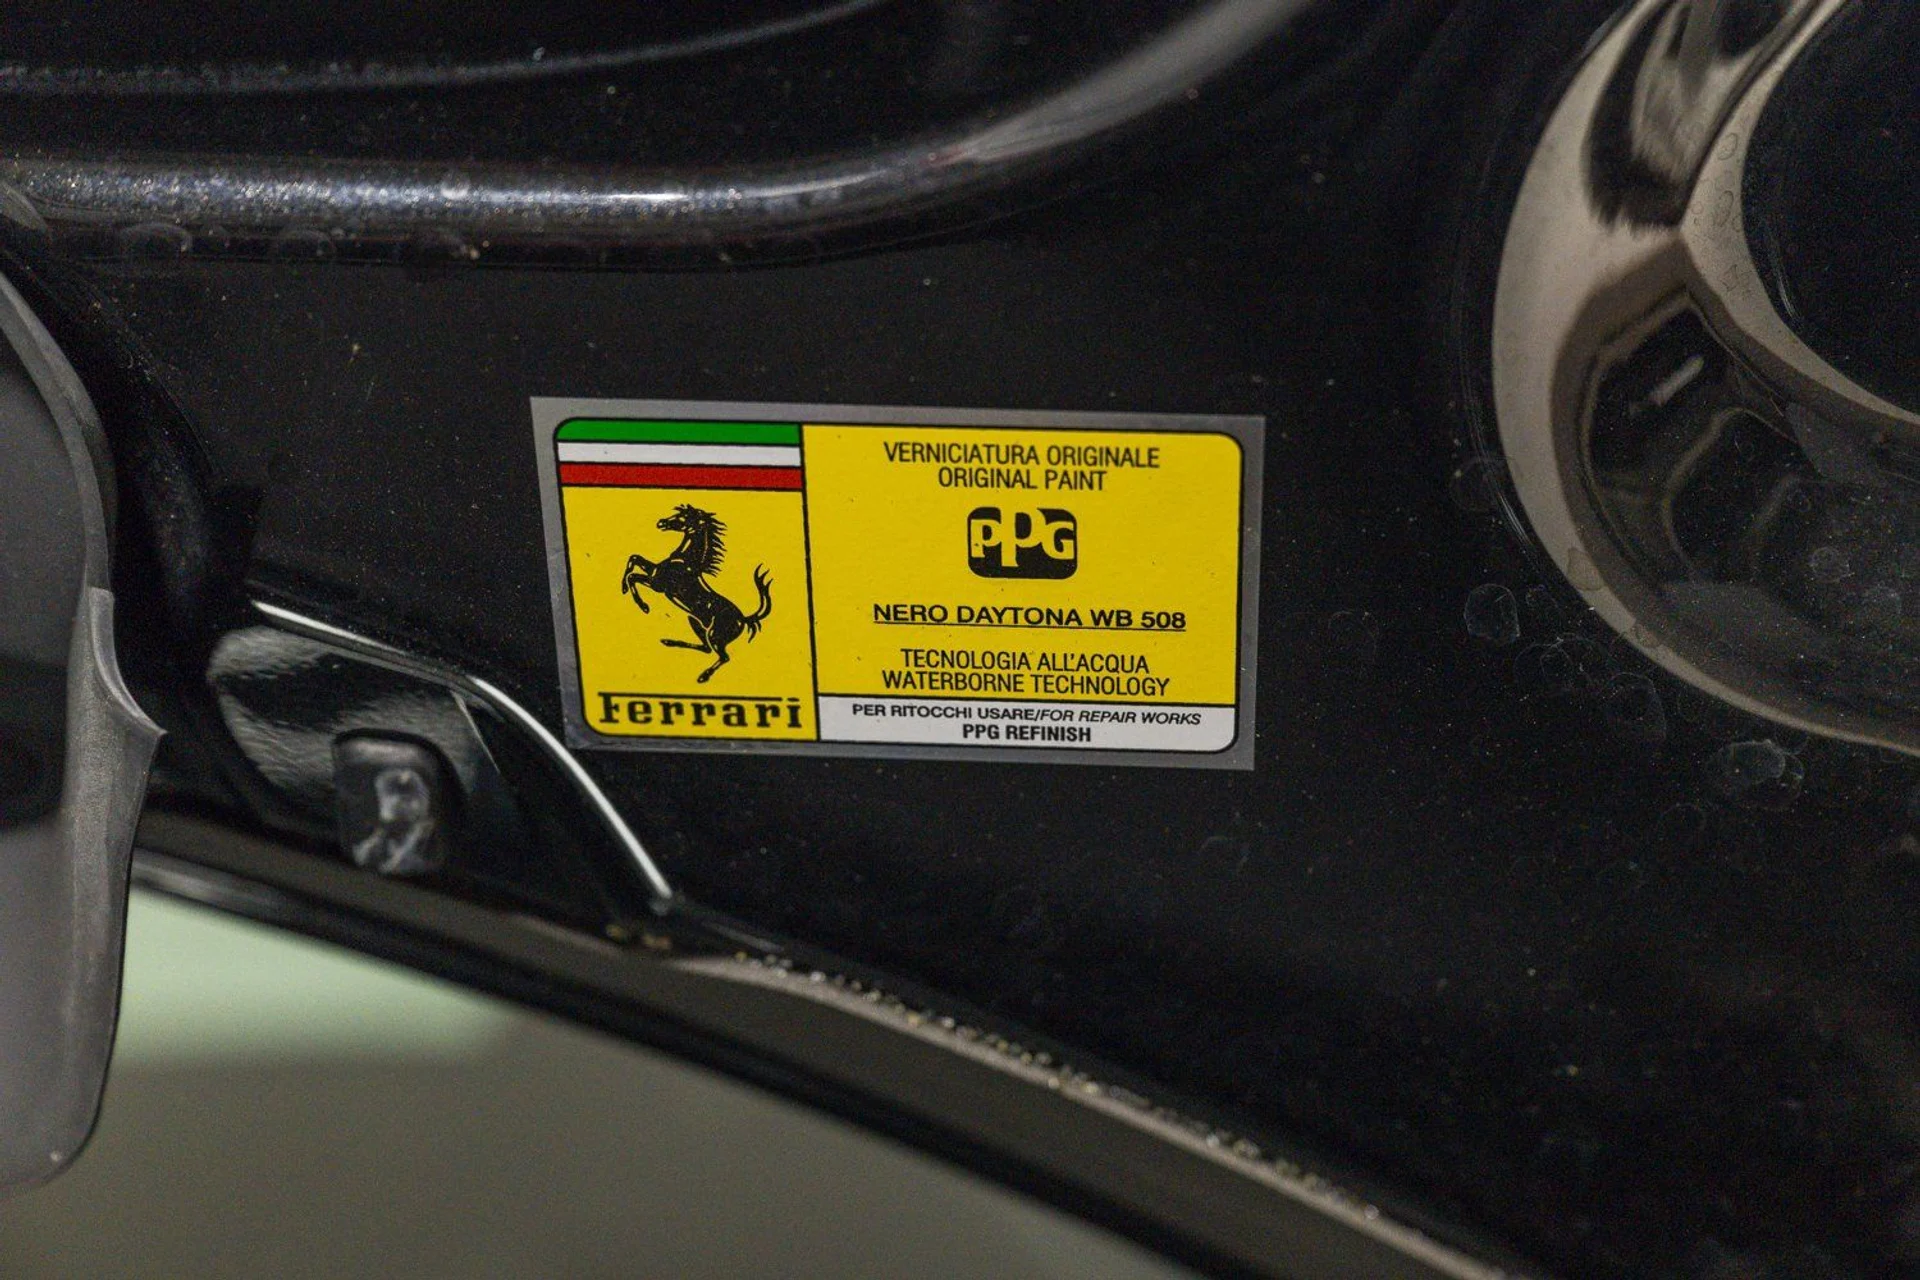 Ferrari
VERNICIATURA ORIGINALE
ORIGINAL PAINT
PPG
NERO DAYTONA WB 508
TECNOLOGIA ALL'ACQUA
WATERBORNE TECHNOLOGY
PER RITOCCHI USARE/FOR REPAIR WORKS
PPG REFINISH